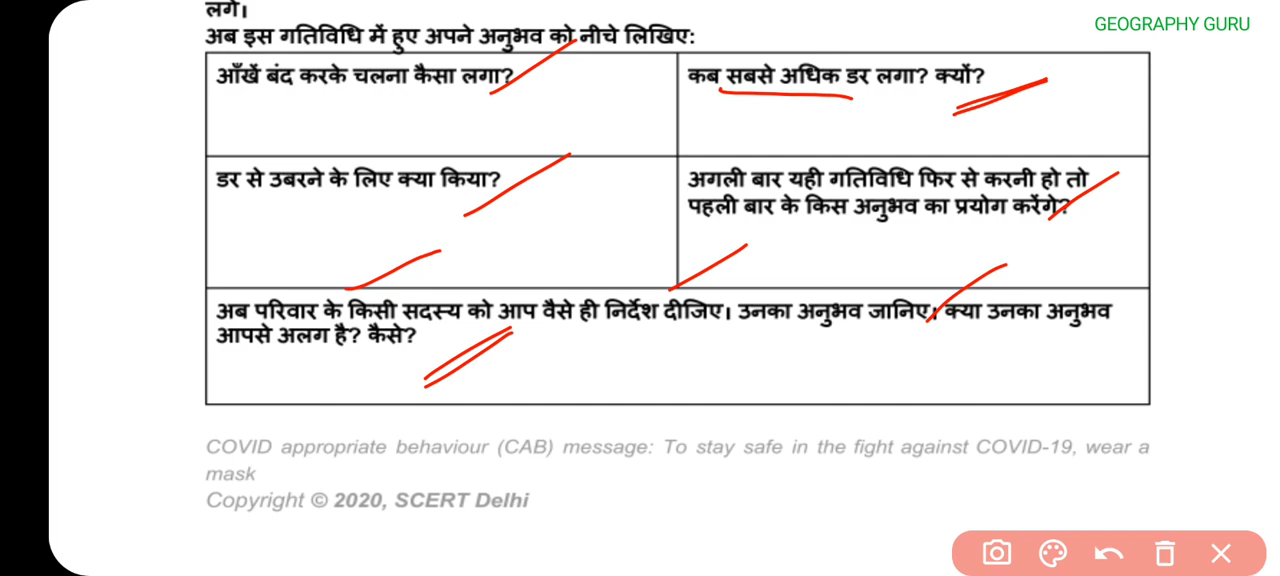 लगे।
GEOGRAPHY GURU
अब इस गतिविधि में हुए अपने अनुभव को नीचे लिखिए:
आँखें बंद करके चलना कैसा लगा?
कब सबसे अधिक डर लगा? क्यों?
डर से उबरने के लिए क्या किया?
अगली बार यही गतिविधि फिर से करनी हो तो
पहली बार के किस अनुभव का प्रयोग करेंगे?
अब परिवार के किसी सदस्य को आप वैसे ही निर्देश दीजिए। उनका अनुभव जानिए। क्या उनका अनुभव
आपसे अलग है? कैसे?
COVID appropriate behaviour (CAB) message: To stay safe in the fight against COVID-19, wear a
mask
Copyright © 2020, SCERT Delhi